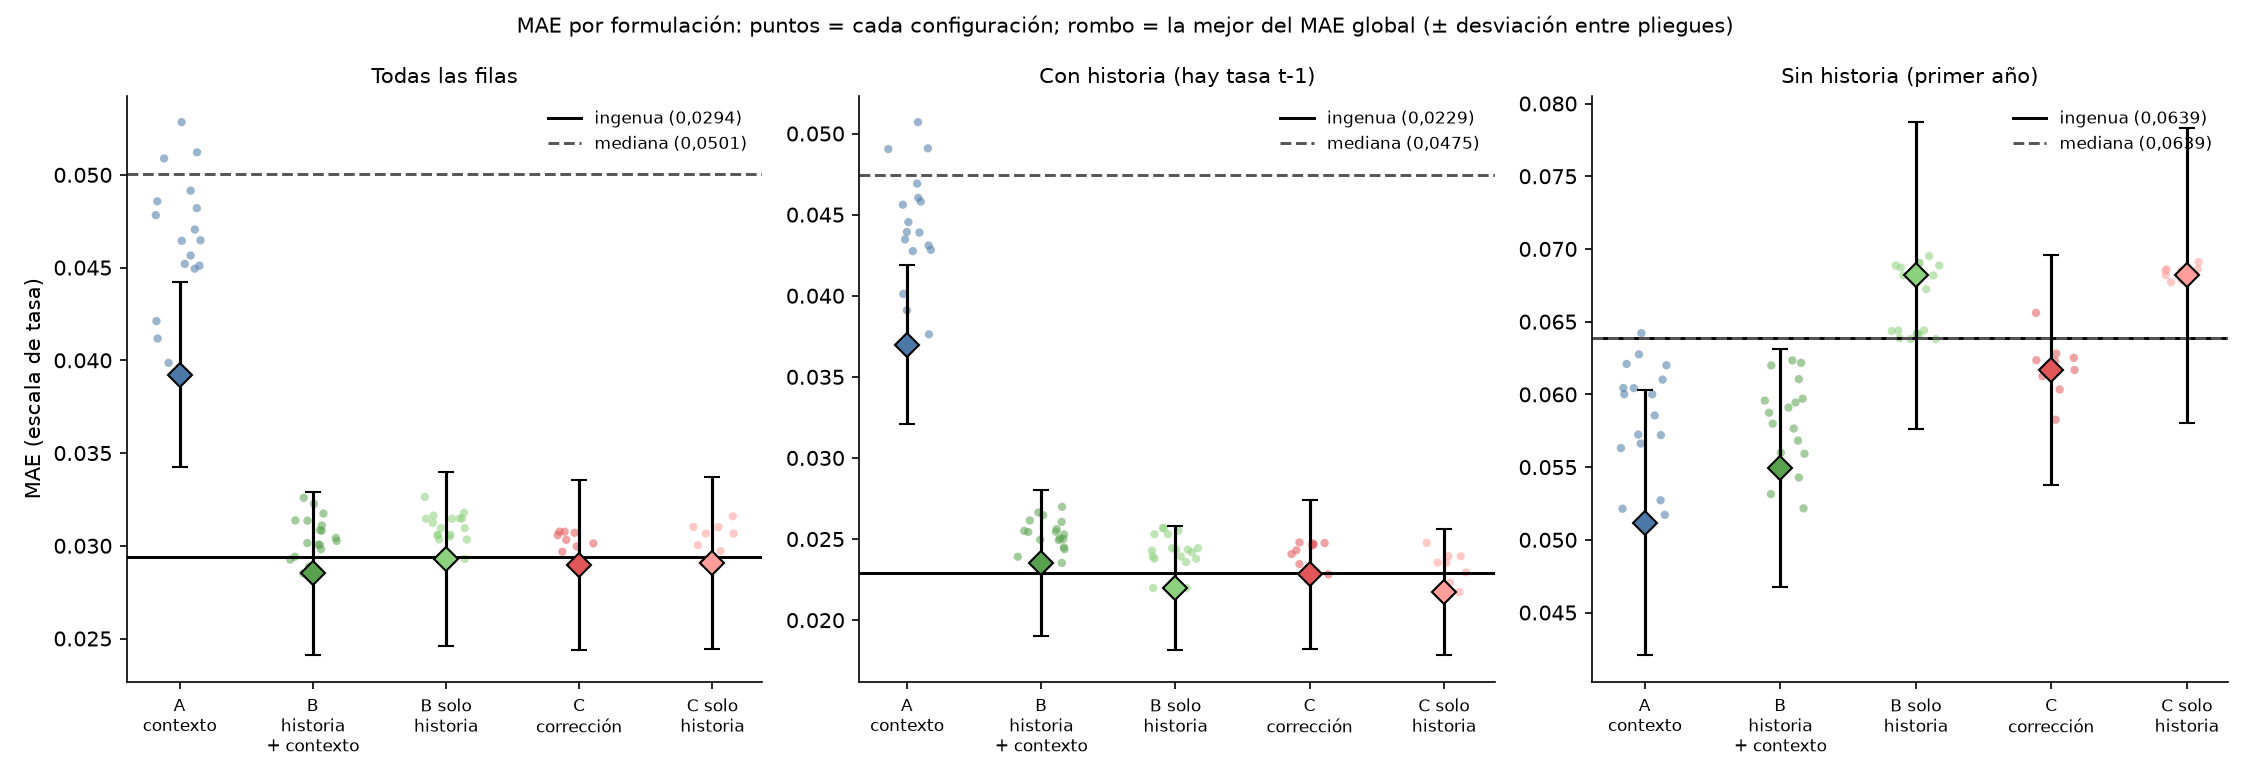 MAE por formulación: puntos = cada configuración; rombo = la mejor del MAE global (± desviación entre pliegues)
Todas las filas
MAE (escala de tasa)
0.050
0.045
0.040
0.035
0.030
0.025
ingenua (0,0294)
mediana (0,0501)
A
contexto
B
historia
+ contexto
B solo
historia
C
corrección
C solo
historia
Con historia (hay tasa t-1)
0.050
0.045
0.040
0.035
0.030
0.025
0.020
ingenua (0,0229)
mediana (0,0475)
A
contexto
B
historia
+ contexto
B solo
historia
C
corrección
C solo
historia
Sin historia (primer año)
0.080
0.075
0.070
0.065
0.060
0.055
0.050
0.045
ingenua (0,0639)
mediana (0,0639)
A
contexto
B
historia
+ contexto
B solo
historia
C
corrección
C solo
historia